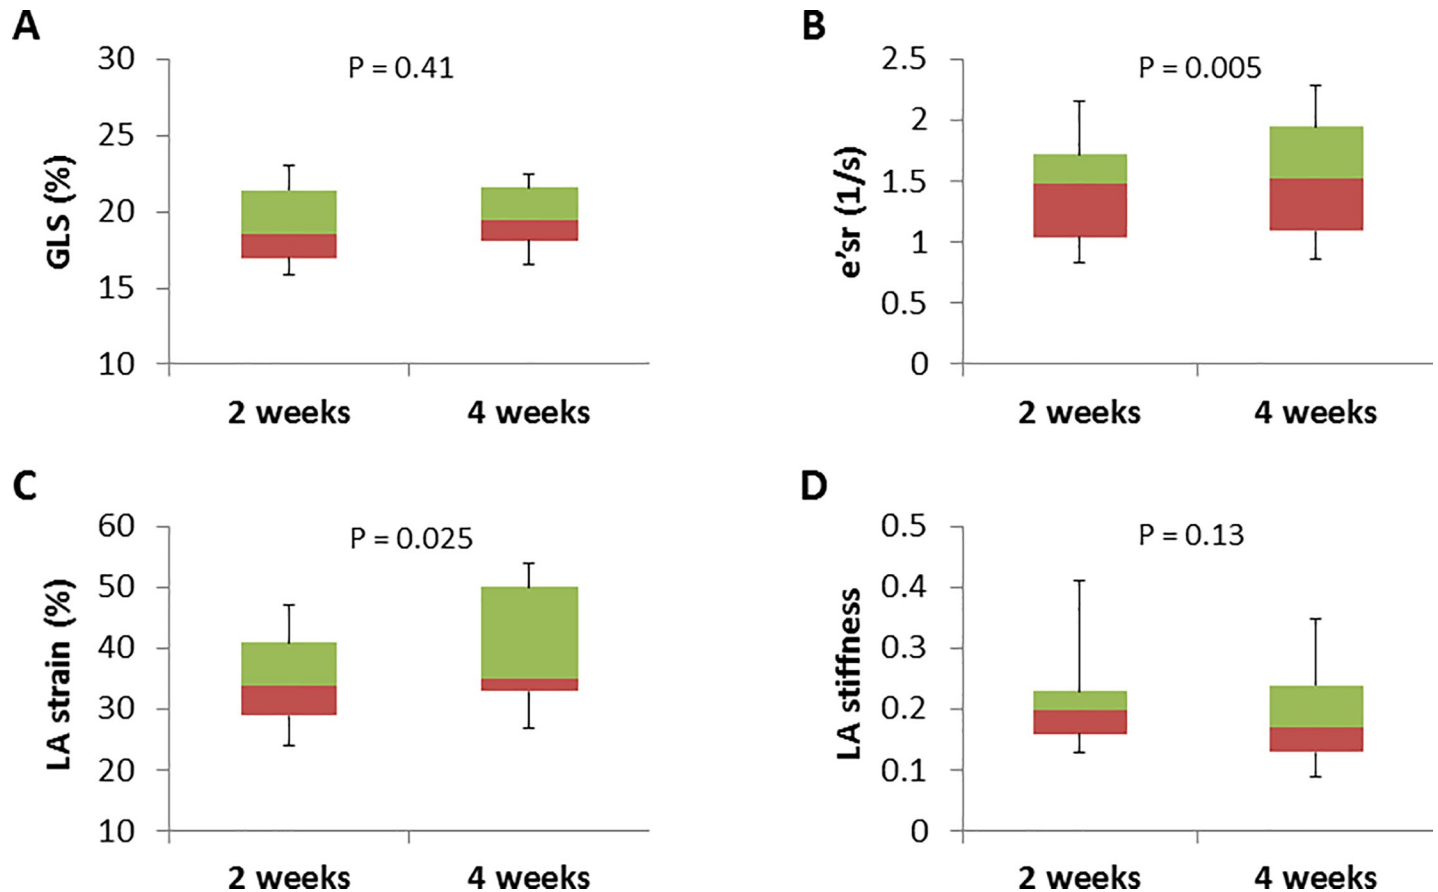 A
P = 0.41
GLS (%)
30
25
20
15
10
2 weeks
4 weeks
B
P = 0.005
e’sr (1/s)
2.5
2
1.5
1
0.5
0
2 weeks
4 weeks
C
P = 0.025
LA strain (%)
60
50
40
30
20
10
2 weeks
4 weeks
D
P = 0.13
LA stiffness
0.5
0.4
0.3
0.2
0.1
0
2 weeks
4 weeks